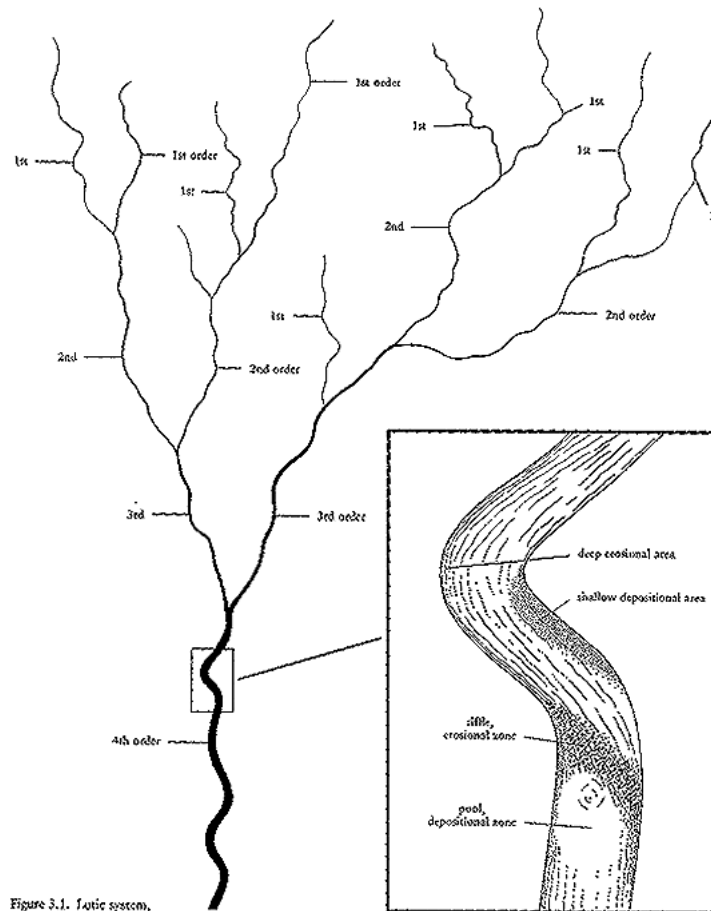 1st order
1st
1st
1st
1st order
1st
1st
2nd
1st
2nd order
2nd
2nd order
3rd
3rd order
deep erosional area
shallow depositional area
4th order
riffle,
erosional zone
pool,
depositional zone
Figure 3.1. Lotic system,